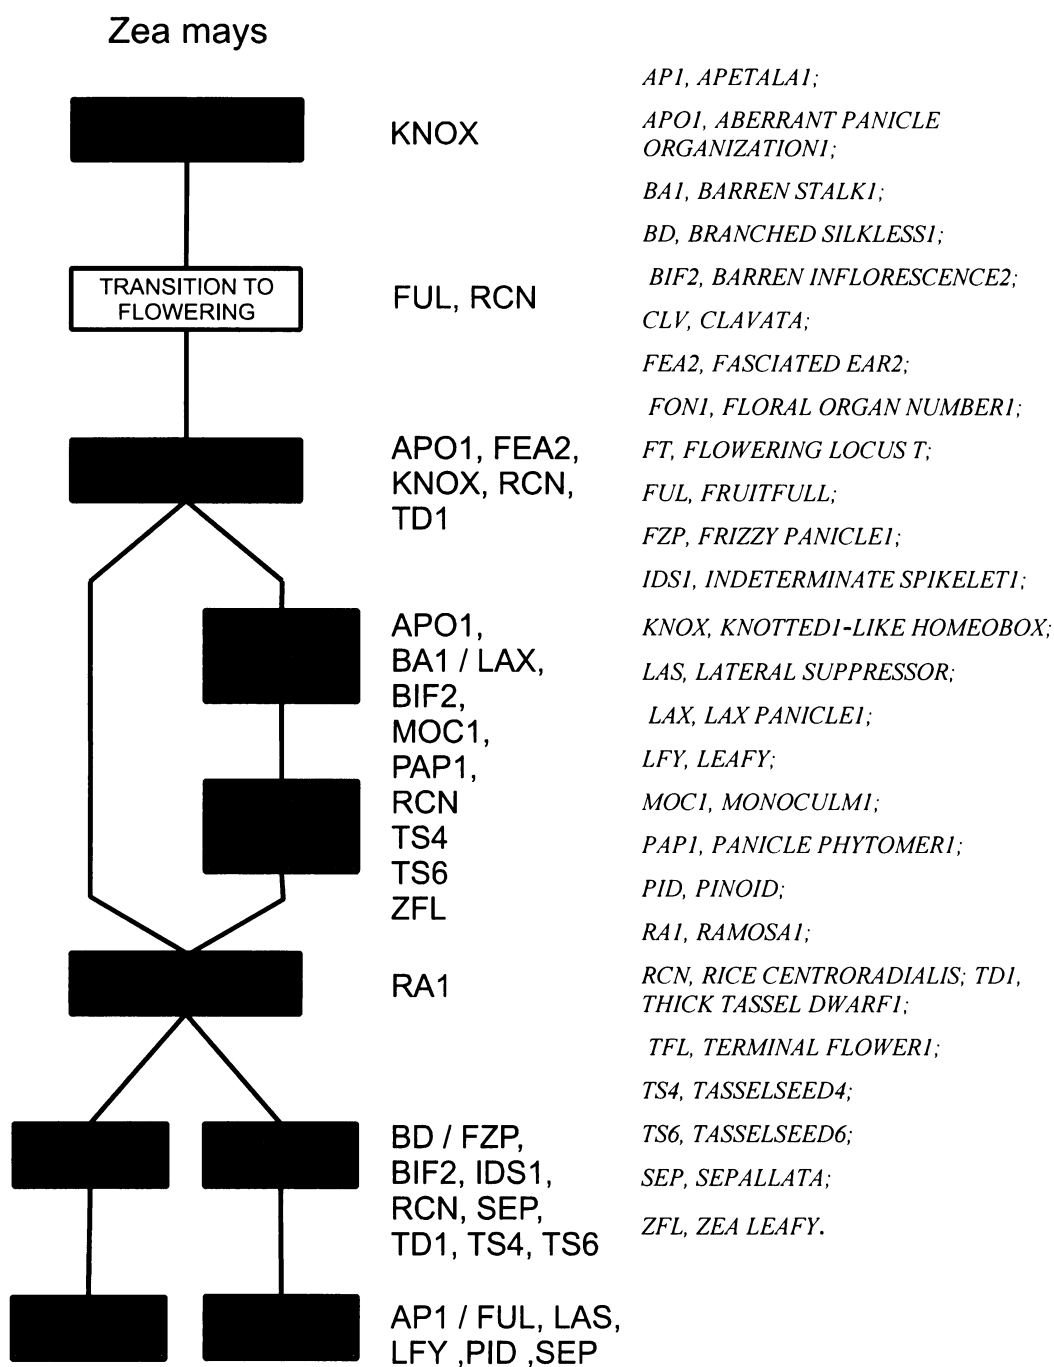 Zea mays
KNOX
TRANSITION TO
FLOWERING
FUL, RCN
APO1, FEA2,
KNOX, RCN,
TD1
APO1,
BA1 / LAX,
BIF2,
MOC1,
PAP1,
RCN
TS4
TS6
ZFL
RA1
BD / FZP,
BIF2, IDS1,
RCN, SEP,
TD1, TS4, TS6
AP1 / FUL, LAS,
LFY ,PID ,SEP
AP1, APETALA1;
APO1, ABERRANT PANICLE
ORGANIZATION1;
BA1, BARREN STALK1;
BD, BRANCHED SILKLESS1;
BIF2, BARREN INFLORESCENCE2;
CLV, CLAVATA;
FEA2, FASCIATED EAR2;
FON1, FLORAL ORGAN NUMBER1;
FT, FLOWERING LOCUS T;
FUL, FRUITFULL;
FZP, FRIZZY PANICLE1;
IDS1, INDETERMINATE SPIKELET1;
KNOX, KNOTTED1-LIKE HOMEOBOX;
LAS, LATERAL SUPPRESSOR;
LAX, LAX PANICLE1;
LFY, LEAFY;
MOC1, MONOCULM1;
PAP1, PANICLE PHYTOMER1;
PID, PINOID;
RA1, RAMOSA1;
RCN, RICE CENTRORADIALIS; TD1,
THICK TASSEL DWARF1;
TFL, TERMINAL FLOWER1;
TS4, TASSELSEED4;
TS6, TASSELSEED6;
SEP, SEPALLATA;
ZFL, ZEA LEAFY.